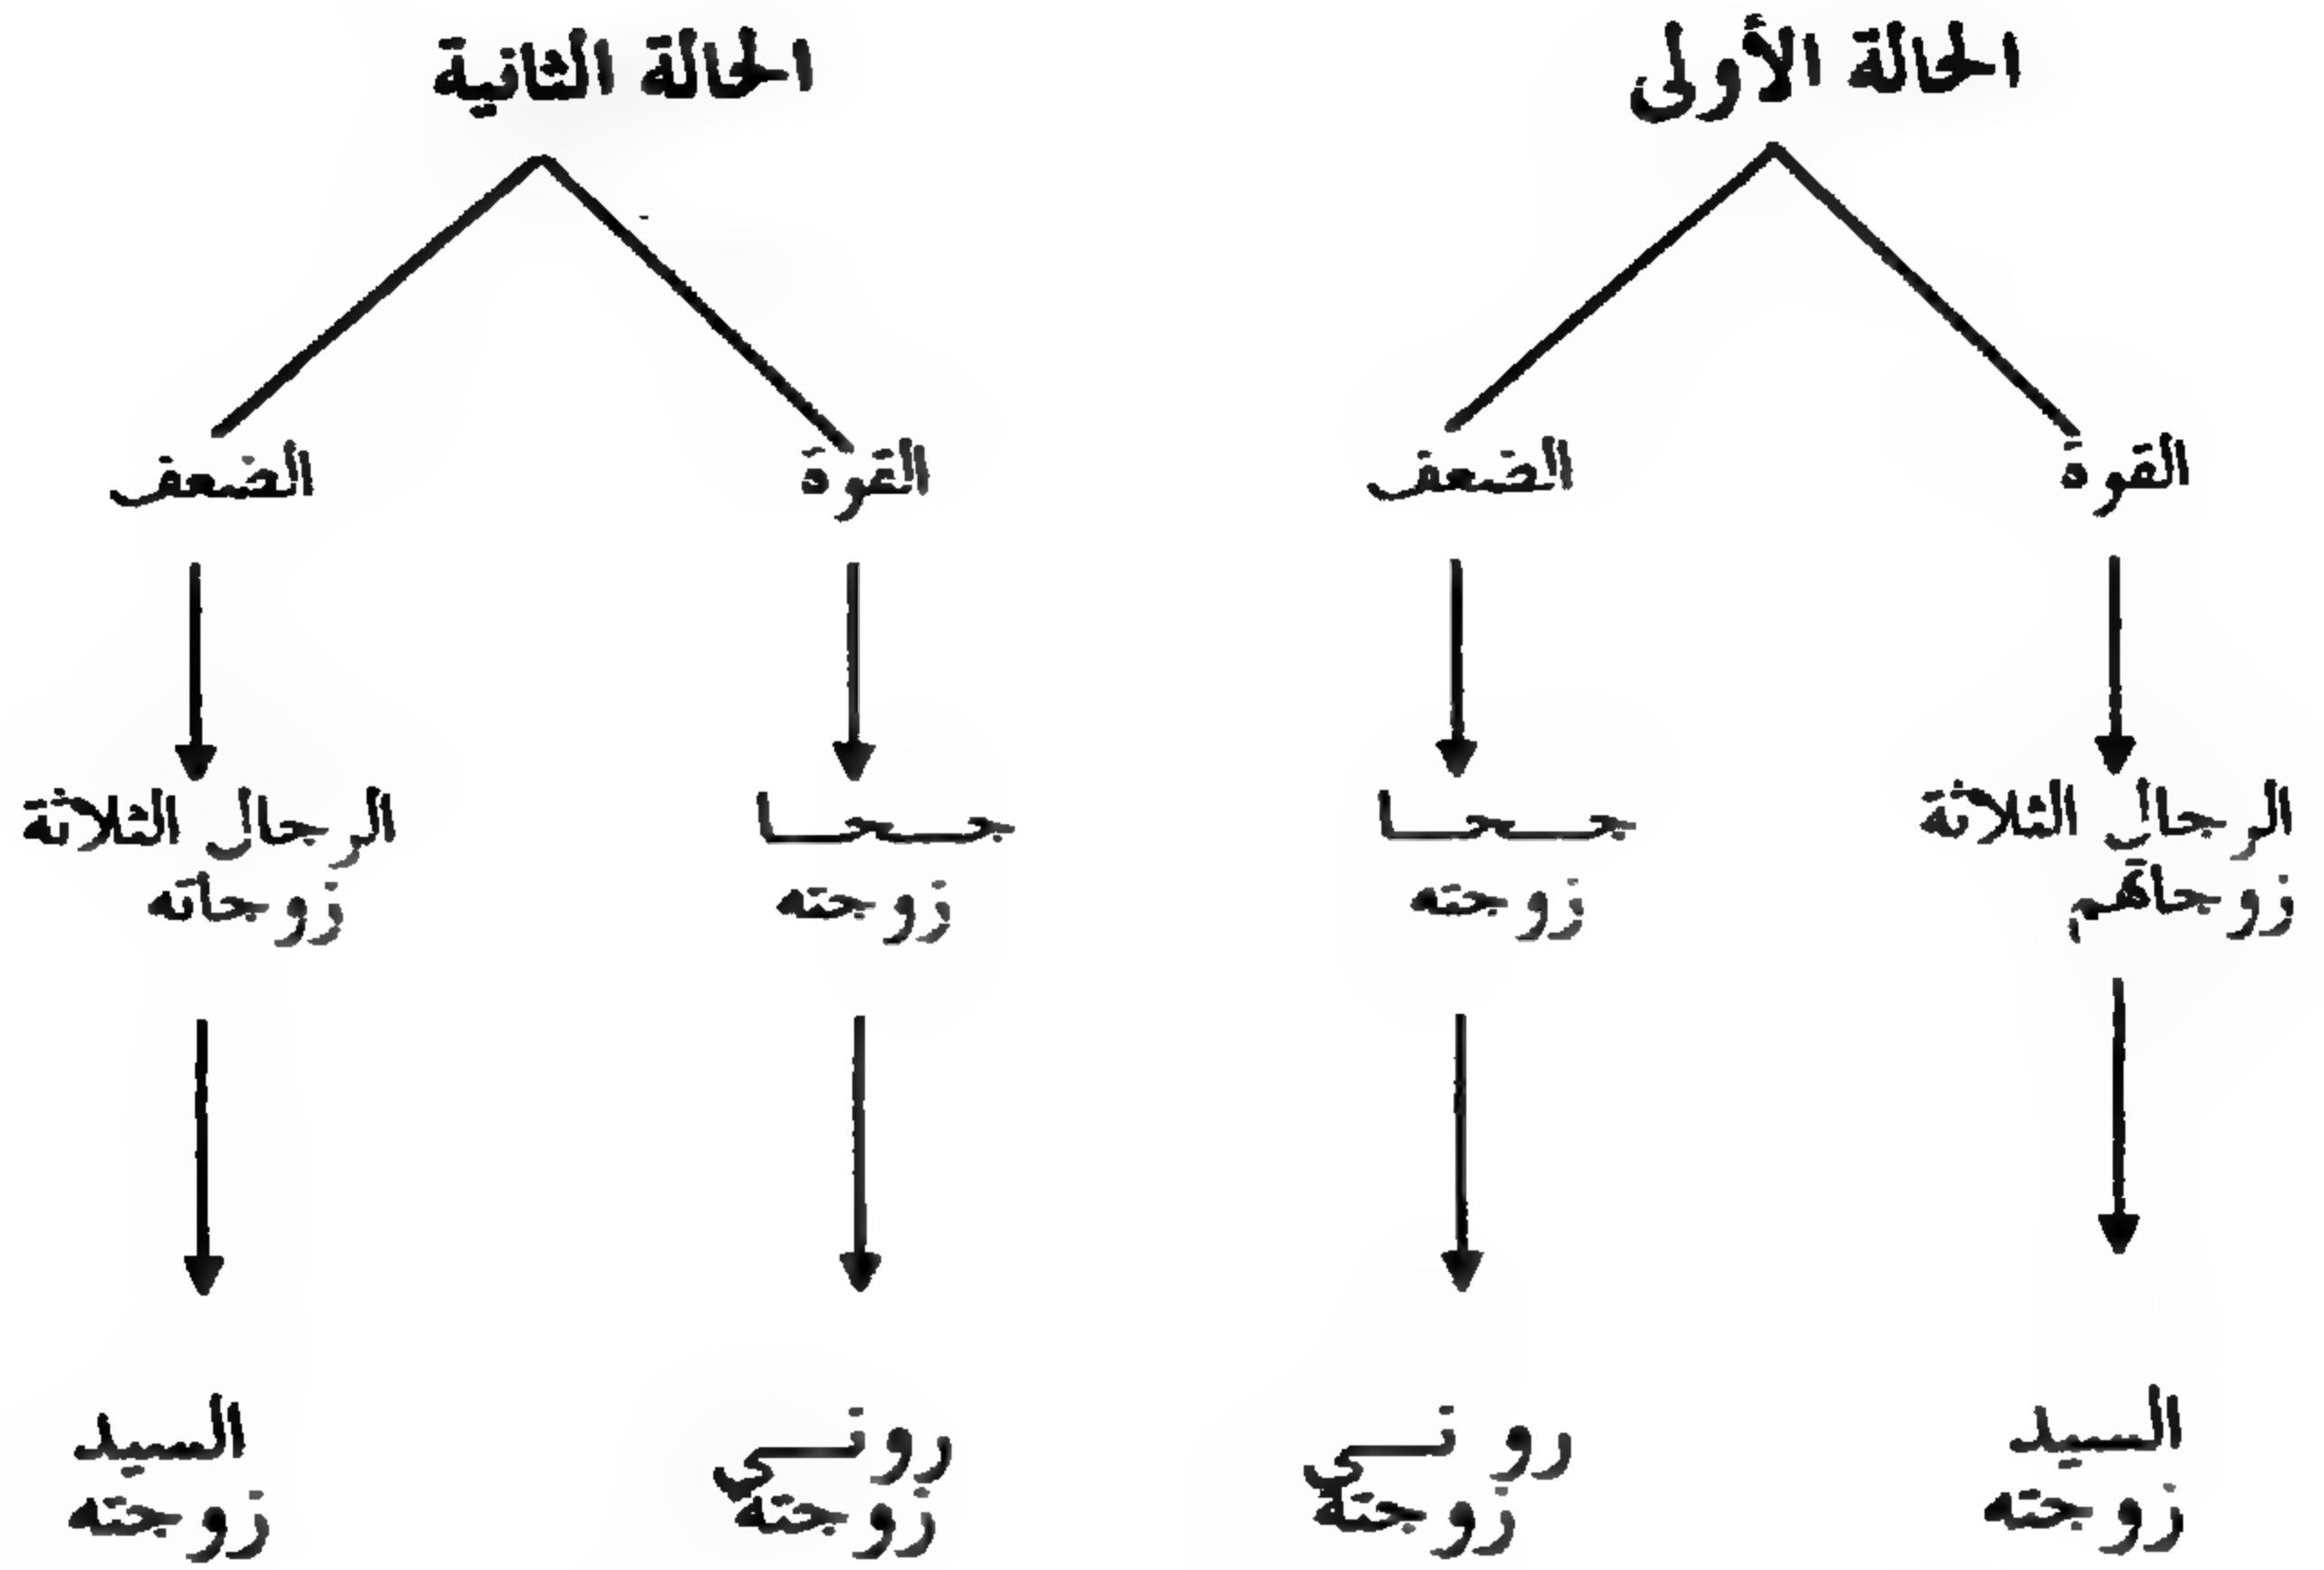 الحالة الأولى
القوة
الضعف
الرجال الثلاثة
زوجاتهم
جحا
زوجته
السيد
زوجته
روني
زوجته
الحالة الثانية
القوة
الضعف
جحا
زوجته
الرجال الثلاثة
زوجاته
روني
زوجته
السيد
زوجته